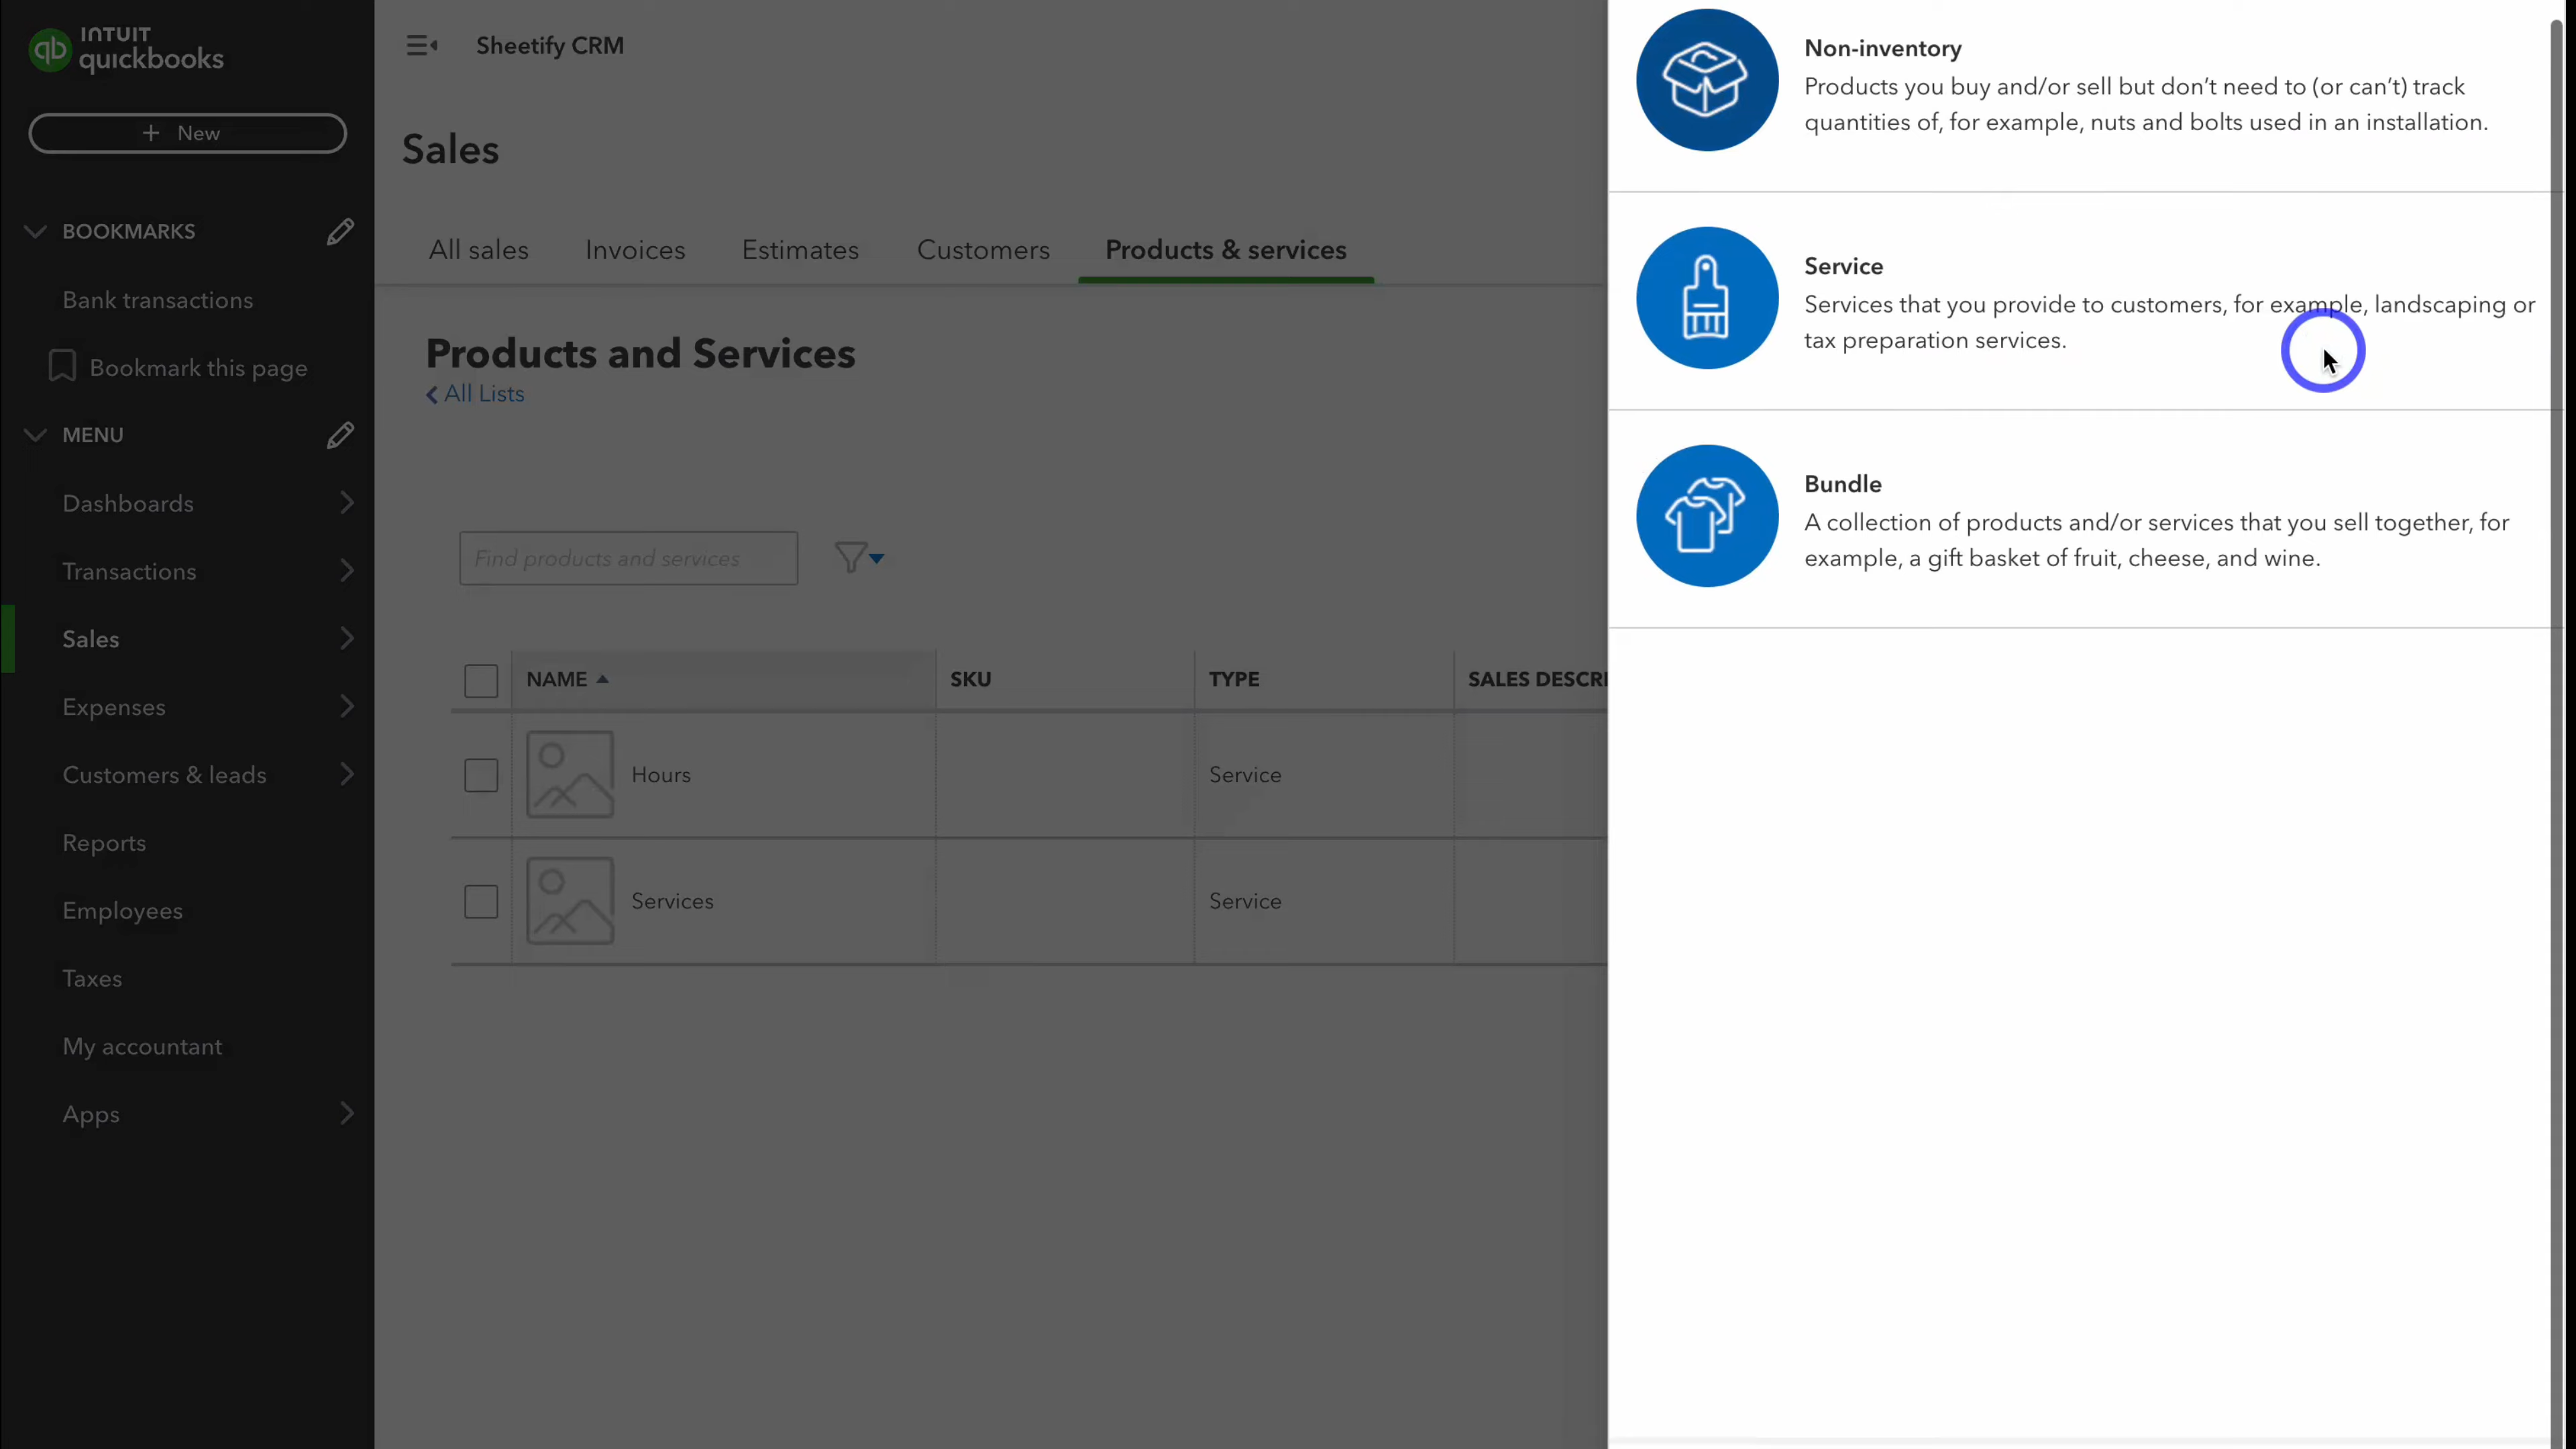 INTUIT
quickbooks
+ New
BOOKMARKS
Bank transactions
Bookmark this page
MENU
Dashboards
Transactions
Sales
Expenses
Customers & leads
Reports
Employees
Taxes
My accountant
Apps
Sheetify CRM
Sales
All sales
Invoices
Estimates
Customers
Products & services
Products and Services
All Lists
Find products and services
NAME
SKU
TYPE
SALES DESCRI
Hours
Service
Services
Service
Non-inventory
Products you buy and/or sell but don’t need to (or can’t) track
quantities of, for example, nuts and bolts used in an installation.
Service
Services that you provide to customers, for example, landscaping or
tax preparation services.
Bundle
A collection of products and/or services that you sell together, for
example, a gift basket of fruit, cheese, and wine.